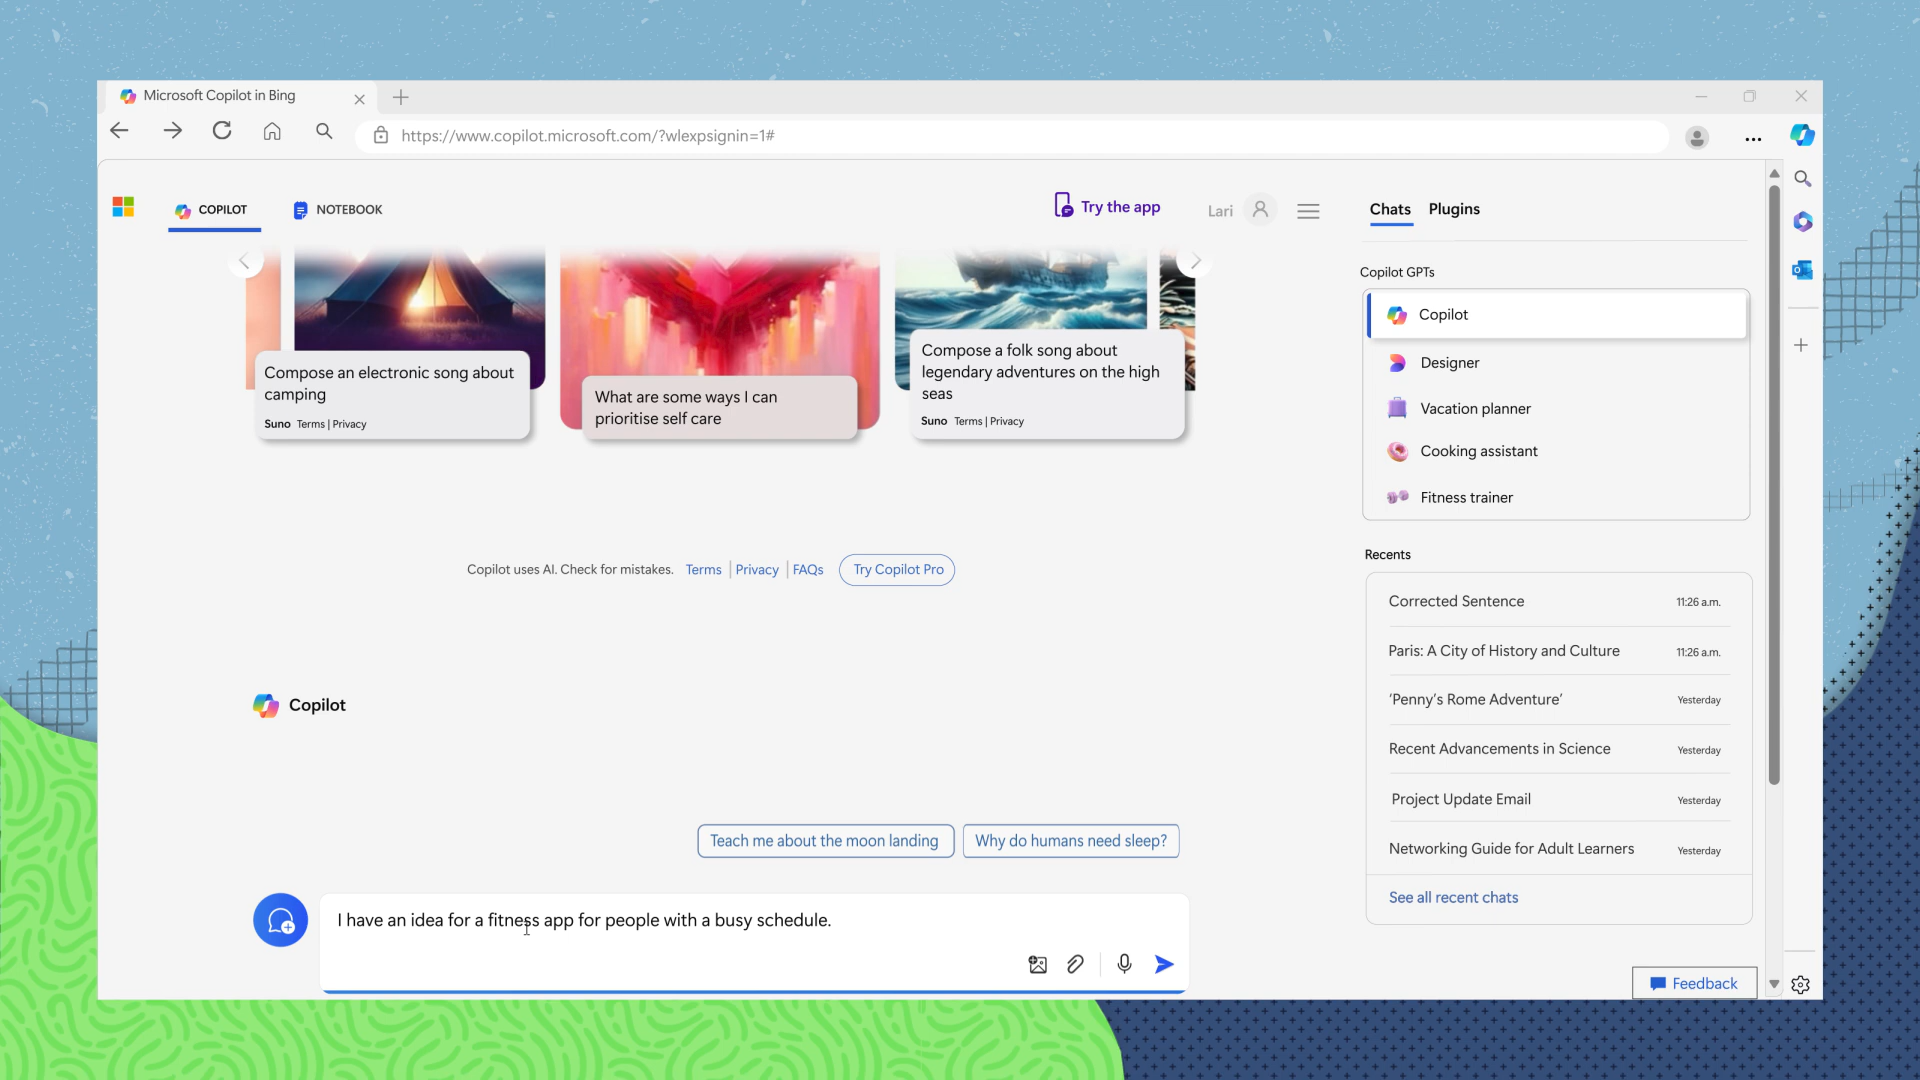 Microsoft Copilot in Bing
https://www.copilot.microsoft.com/?wlexpsignin=1#
COPILOT
NOTEBOOK
Try the app
Lari
Chats
Plugins
Compose an electronic song about
camping
Suno Terms | Privacy
What are some ways I can
prioritise self care
Compose a folk song about
legendary adventures on the high
seas
Suno Terms | Privacy
Copilot uses AI. Check for mistakes. Terms | Privacy | FAQs
Try Copilot Pro
Copilot
Teach me about the moon landing
Why do humans need sleep?
I have an idea for a fitness app for people with a busy schedule.
Copilot GPTs
Copilot
Designer
Vacation planner
Cooking assistant
Fitness trainer
Recents
Corrected Sentence 11:26 a.m.
Paris: A City of History and Culture 11:26 a.m.
‘Penny’s Rome Adventure’ Yesterday
Recent Advancements in Science Yesterday
Project Update Email Yesterday
Networking Guide for Adult Learners Yesterday
See all recent chats
Feedback